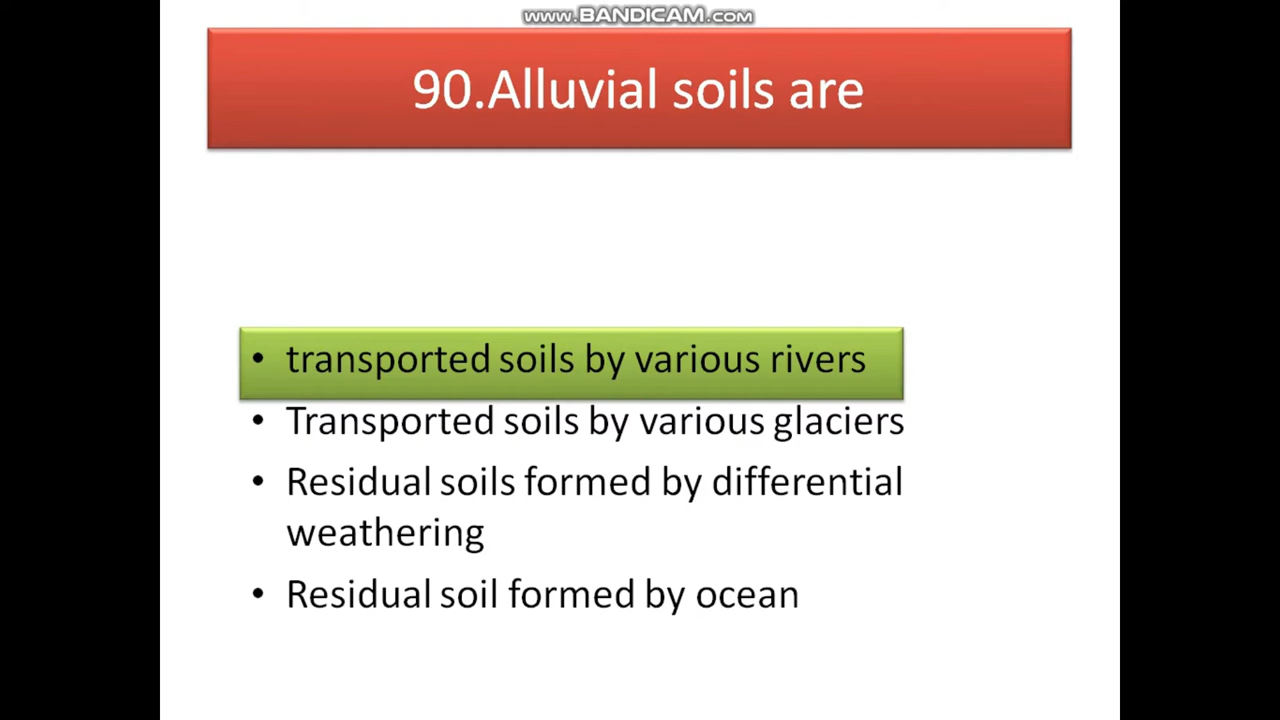 www.BANDICAM.com
90.Alluvial soils are
• transported soils by various rivers
• Transported soils by various glaciers
• Residual soils formed by differential
weathering
• Residual soil formed by ocean